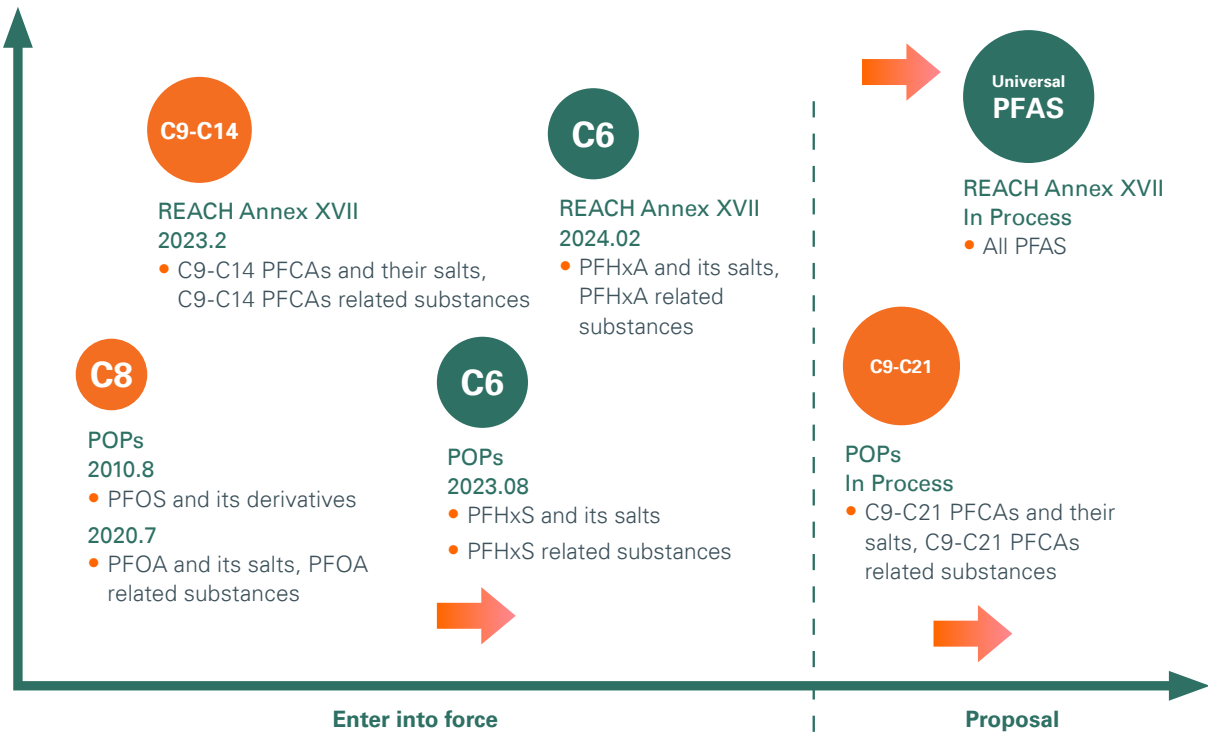 C9-C14
REACH Annex XVII
2023.2
C9-C14 PFCAs and their salts,
C9-C14 PFCAs related substances
C6
REACH Annex XVII
2024.02
PFHxA and its salts,
PFHxA related
substances
Universal
PFAS
REACH Annex XVII
In Process
All PFAS
C8
POPs
2010.8
PFOS and its derivatives
2020.7
PFOA and its salts, PFOA
related substances
C6
POPs
2023.08
PFHxS and its salts
PFHxS related substances
C9-C21
POPs
In Process
C9-C21 PFCAs and their
salts, C9-C21 PFCAs
related substances
Enter into force
Proposal